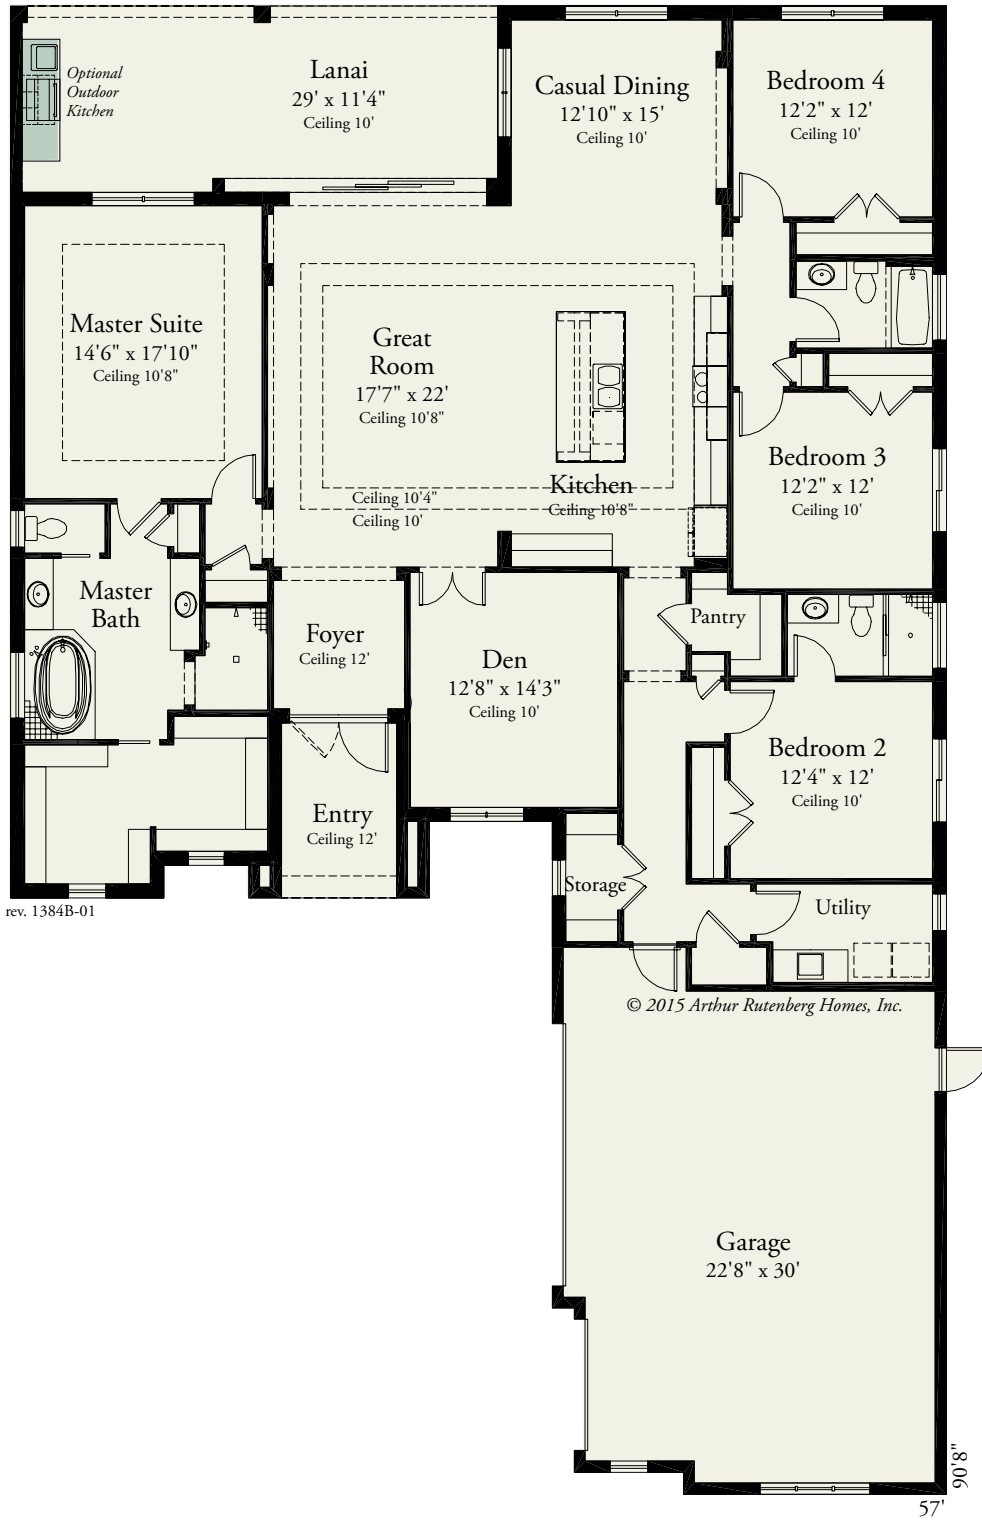 Optional
Outdoor
Kitchen
Lanai
29' x 11'4"
Ceiling 10'
Casual Dining
12'10" x 15'
Ceiling 10'
Bedroom 4
12'2" x 12'
Ceiling 10'
Master Suite
14'6" x 17'10"
Ceiling 10'8"
Great
Room
17'7" x 22'
Ceiling 10'8"
Ceiling 10'4"
Ceiling 10'
Kitchen
Ceiling 10'8"
Bedroom 3
12'2" x 12'
Ceiling 10'
Master
Bath
Foyer
Ceiling 12'
Den
12'8" x 14'3"
Ceiling 10'
Pantry
Bedroom 2
12'4" x 12'
Ceiling 10'
Entry
Ceiling 12'
Storage
Utility
rev. 1384B-01
© 2015 Arthur Rutenberg Homes, Inc.
Garage
22'8" x 30'
90'8"
57'